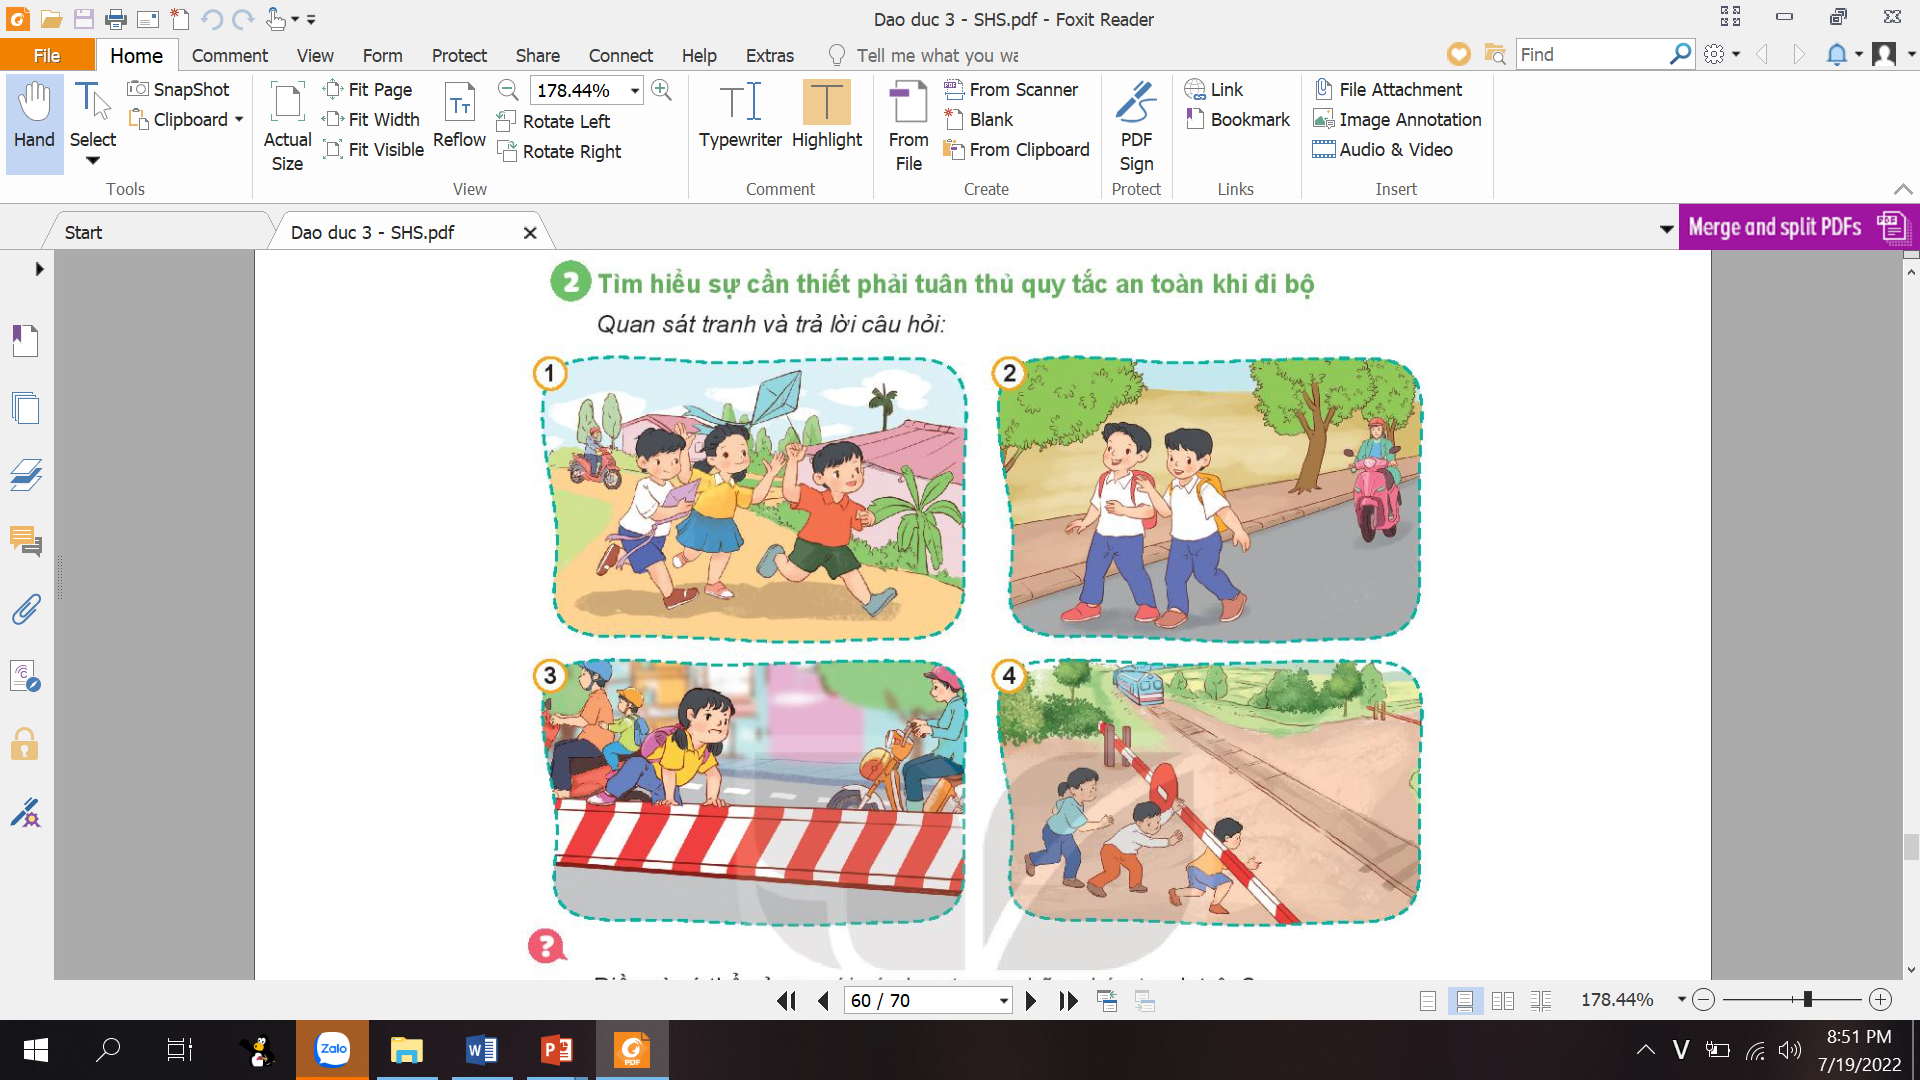 Dao duc 3 - SHS.pdf - Foxit Reader
File Home Comment View Form Protect Share Connect Help Extras Tell me what you wa
Find
Hand
Select
SnapShot
Clipboard
Tools
Actual Size
Fit Page
Fit Width
Fit Visible
Reflow
178.44%
Rotate Left
Rotate Right
View
Typewriter
Highlight
Comment
From File
From Scanner
Blank
From Clipboard
Create
PDF Sign
Protect
Link
Bookmark
Links
File Attachment
Image Annotation
Audio & Video
Insert
Start
Dao duc 3 - SHS.pdf
Merge and split PDFs
2 Tìm hiểu sự cần thiết phải tuân thủ quy tắc an toàn khi đi bộ
Quan sát tranh và trả lời câu hỏi:
1
2
3
4
?
60 / 70
178.44%
Zalo
PDF
V
8:51 PM
7/19/2022